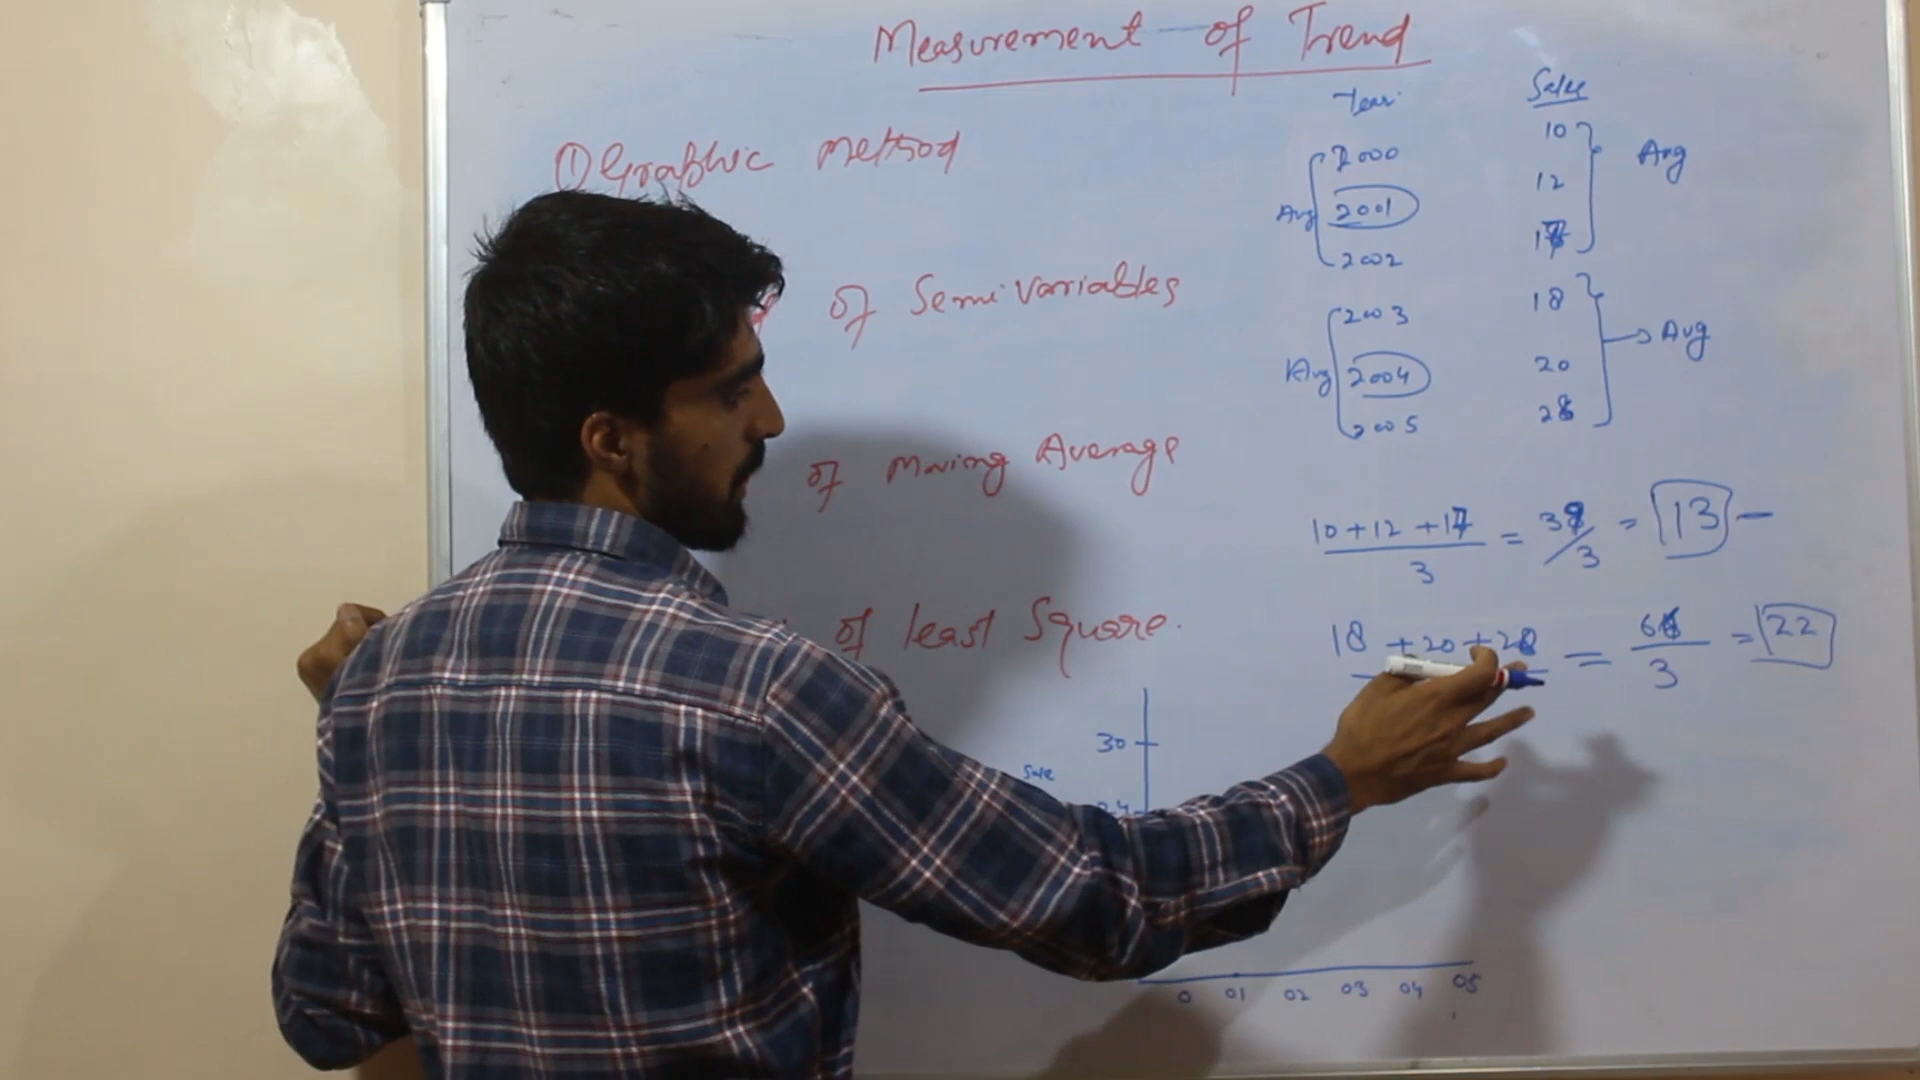 Measurement of Trend
① Graphic method
of Semi variables
of Moving Average
of least Square.
Year Sales
2000 10
Avg 2001 12 Avg
2002 17
2003 18
Avg 2004 20 Avg
2005 28
10 + 12 + 17 / 3 = 39/3 = 13 -
18 + 20 + 28 = 66/3 = 22
30
Sale
24
0 01 02 03 04 05